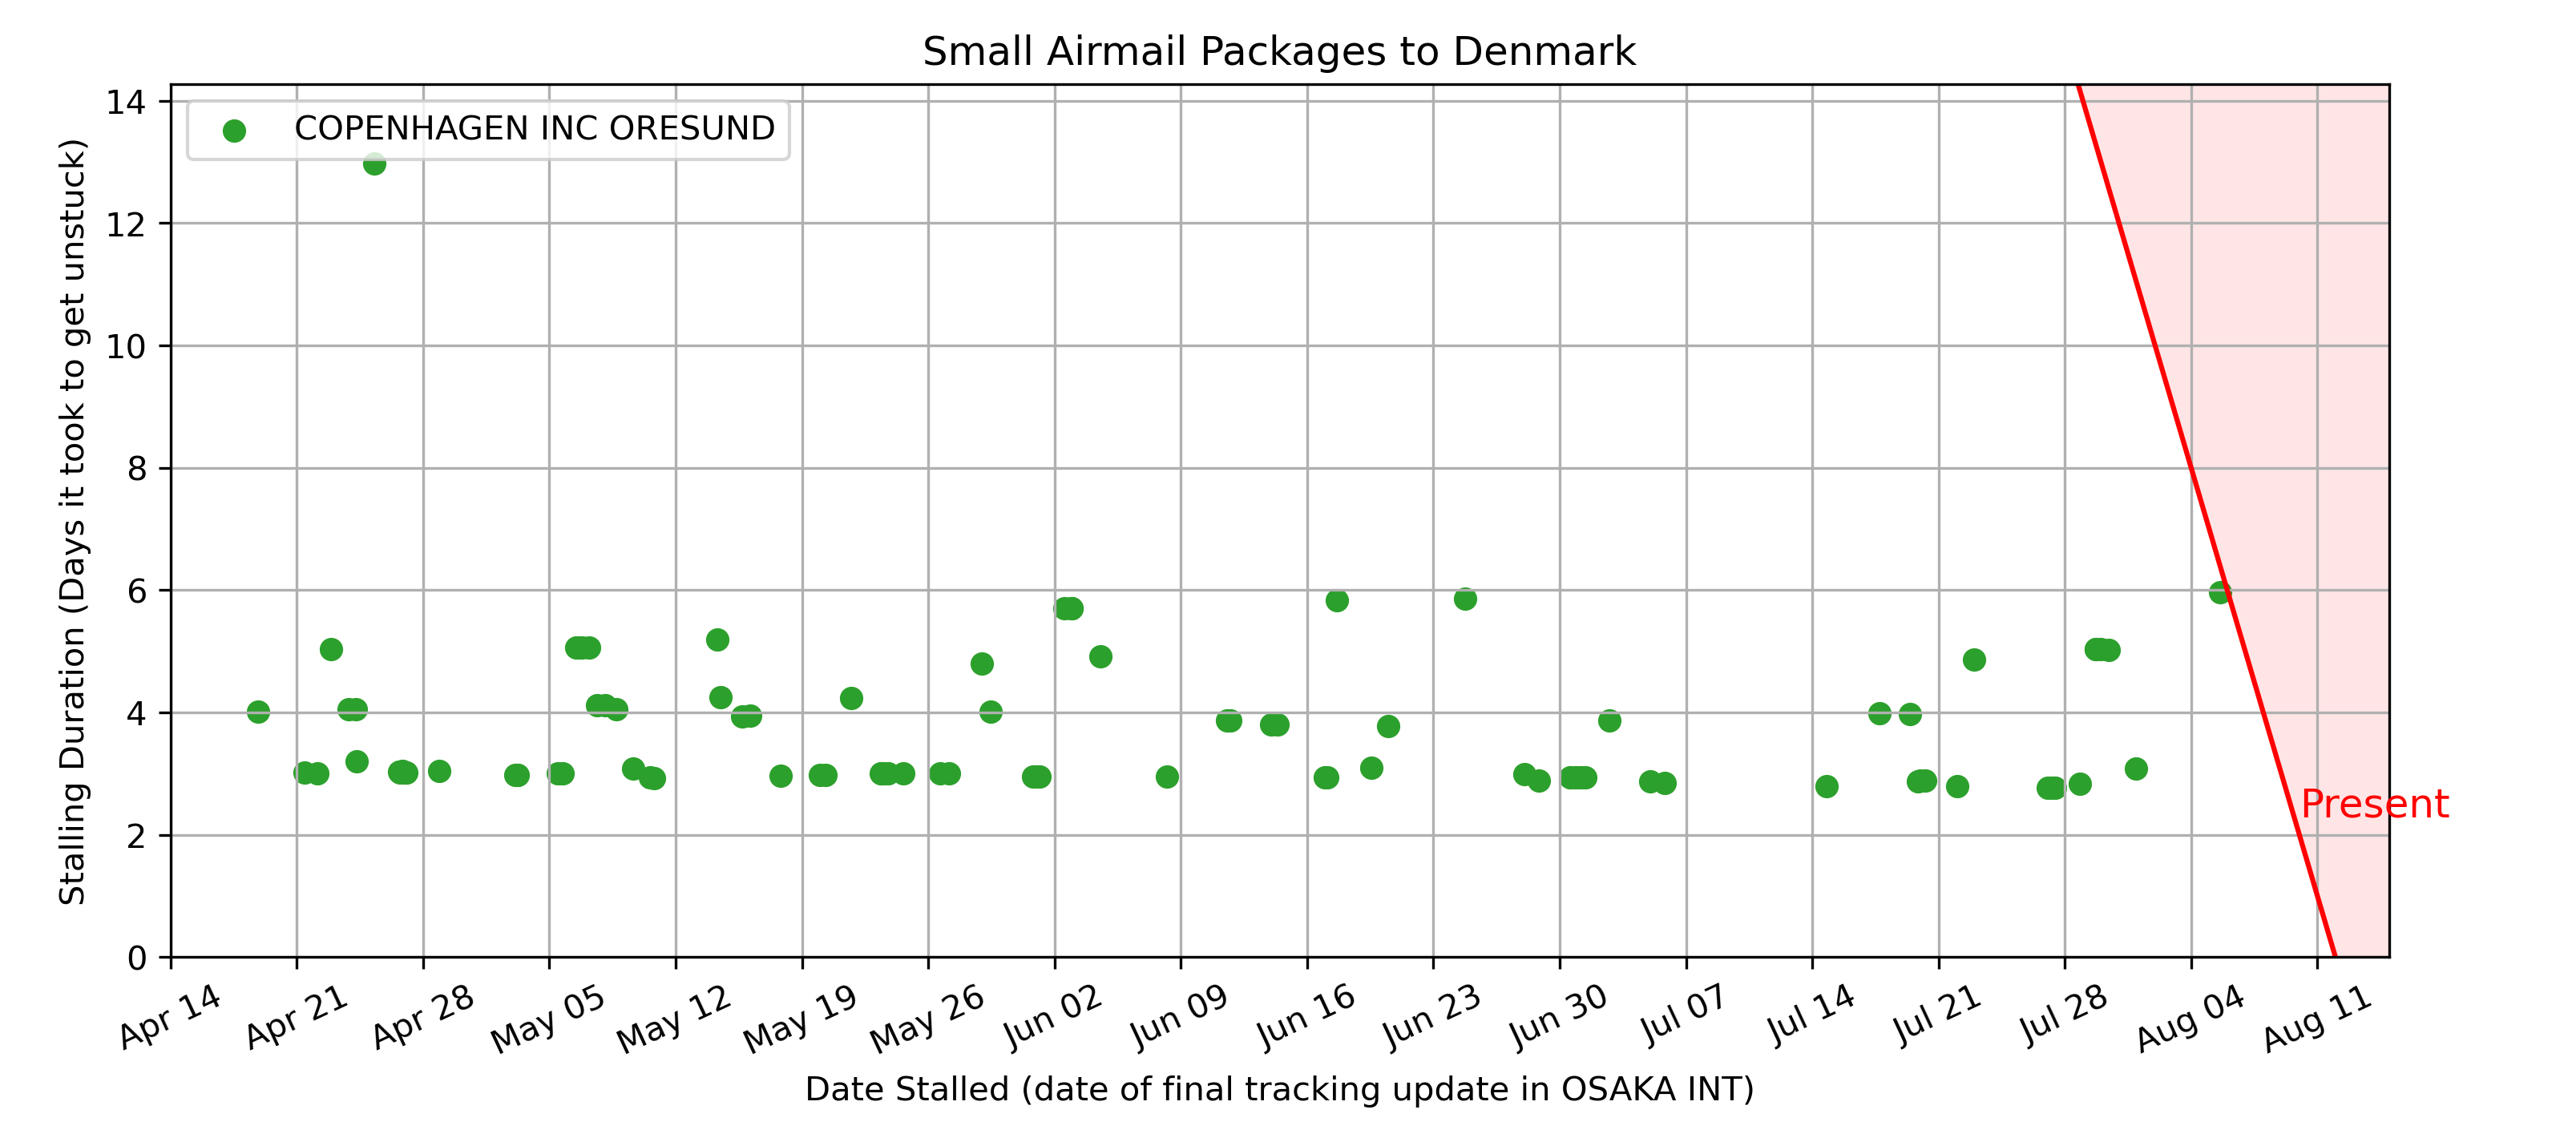 Small Airmail Packages to Denmark
COPENHAGEN INC ORESUND
Stalling Duration (Days it took to get unstuck)
14
12
10
8
6
4
2
0
Present
Apr 14
Apr 21
Apr 28
May 05
May 12
May 19
May 26
Jun 02
Jun 09
Jun 16
Jun 23
Jun 30
Jul 07
Jul 14
Jul 21
Jul 28
Aug 04
Aug 11
Date Stalled (date of final tracking update in OSAKA INT)